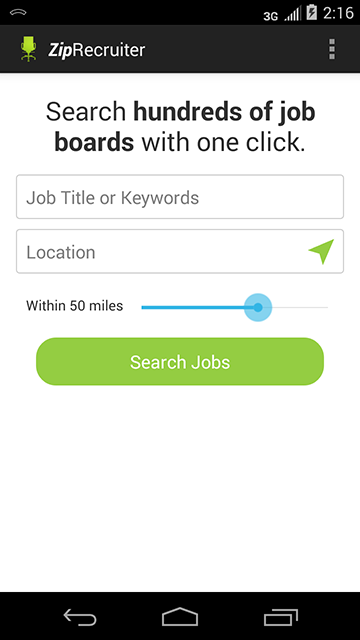 3G 2:16
ZipRecruiter
Search hundreds of job
boards with one click.
Job Title or Keywords
Location
Within 50 miles
Search Jobs